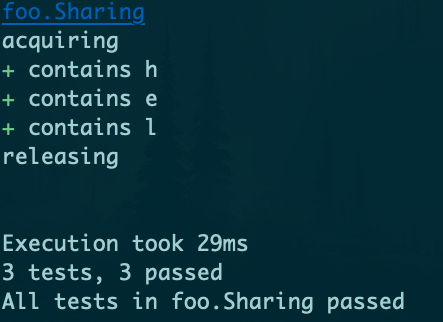 foo.Sharing
acquiring
+ contains h
+ contains e
+ contains l
releasing
Execution took 29ms
3 tests, 3 passed
All tests in foo.Sharing passed